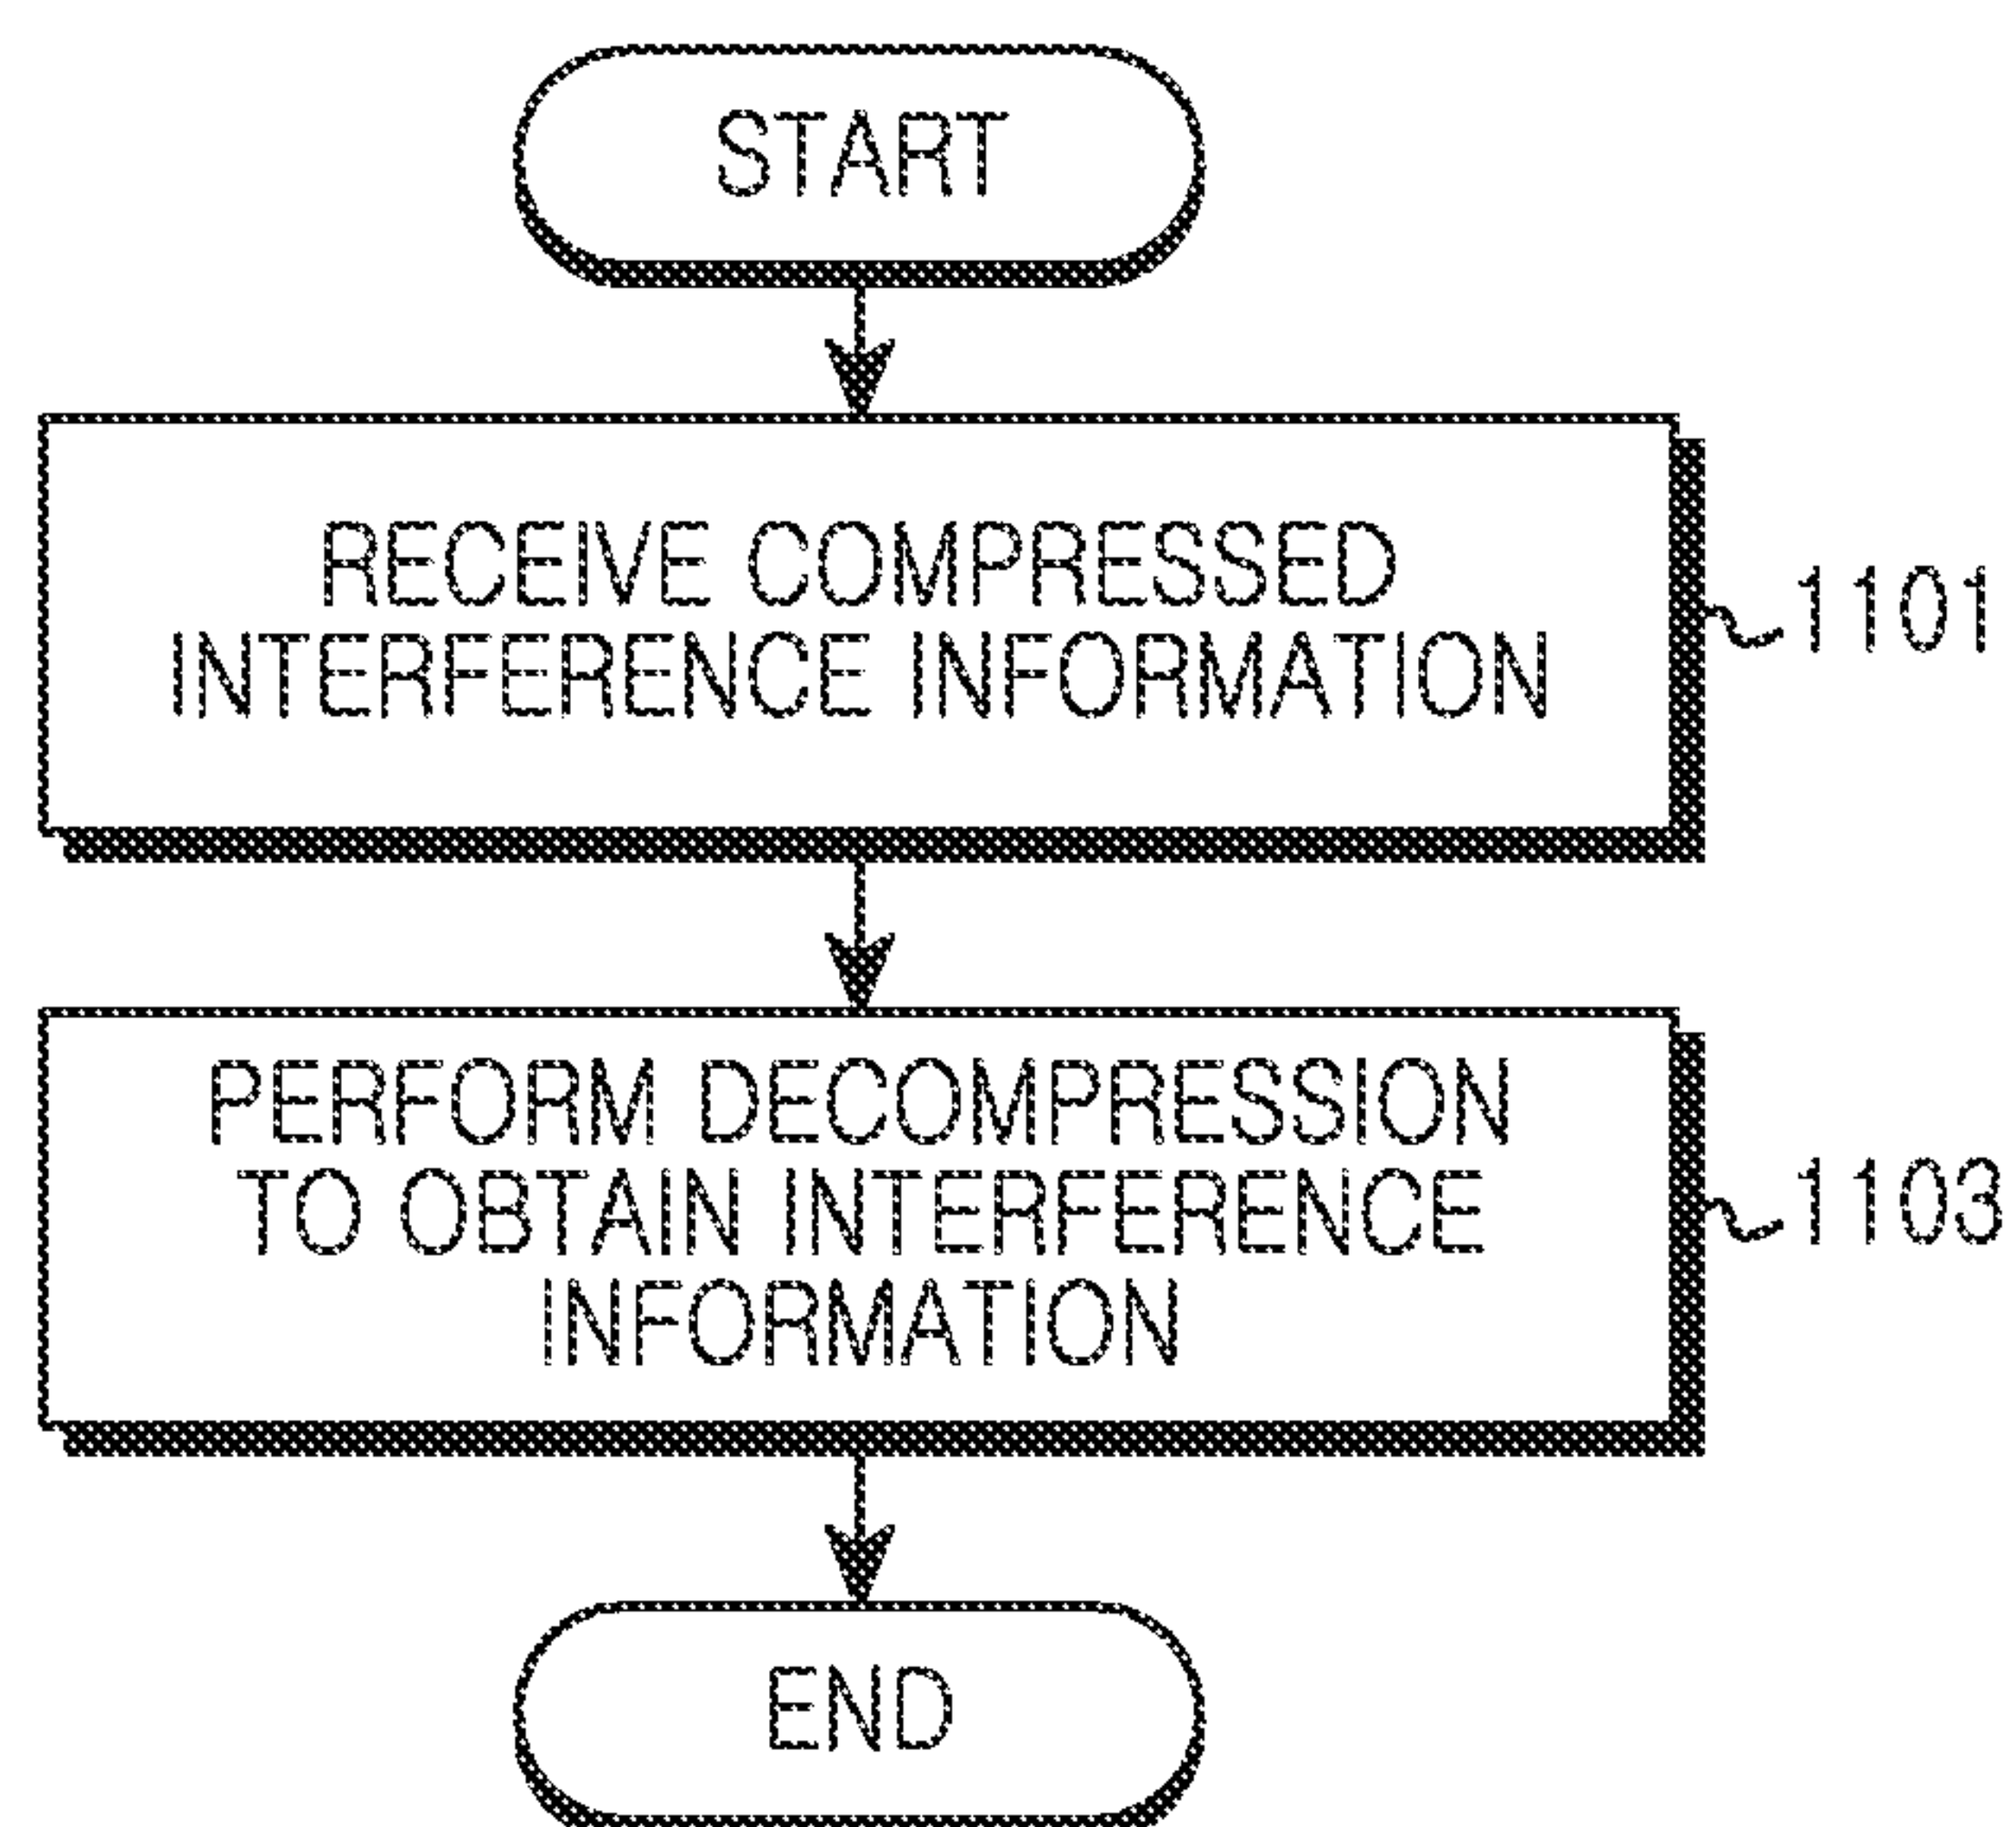 START
RECEIVE COMPRESSED
INTERFERENCE INFORMATION
1101
PERFORM DECOMPRESSION
TO OBTAIN INTERFERENCE
INFORMATION
1103
END